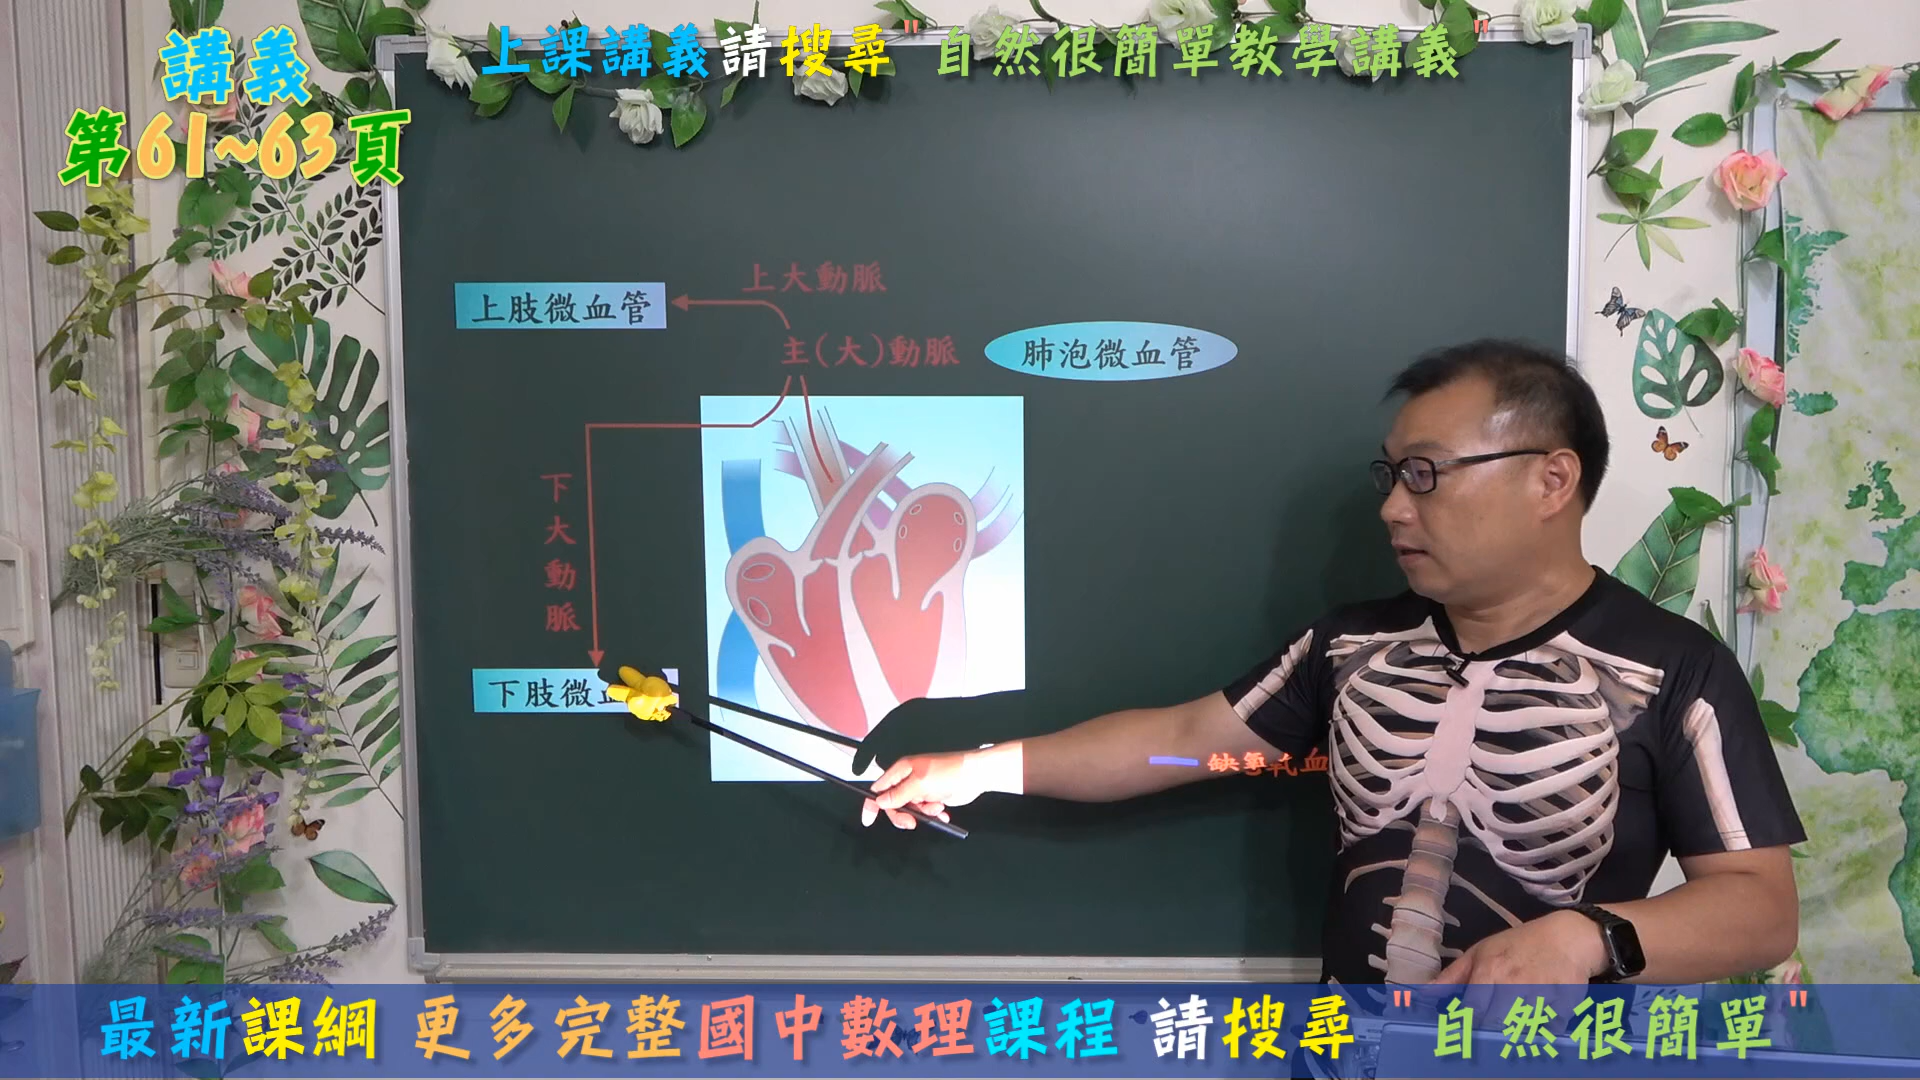 講義
第61~63頁
上課講義請搜尋"自然很簡單教學講義"
上大動脈
上肢微血管
主(大)動脈
肺泡微血管
下大動脈
下肢微血
缺氧血
最新課綱 更多完整國中數理課程 請搜尋"自然很簡單"